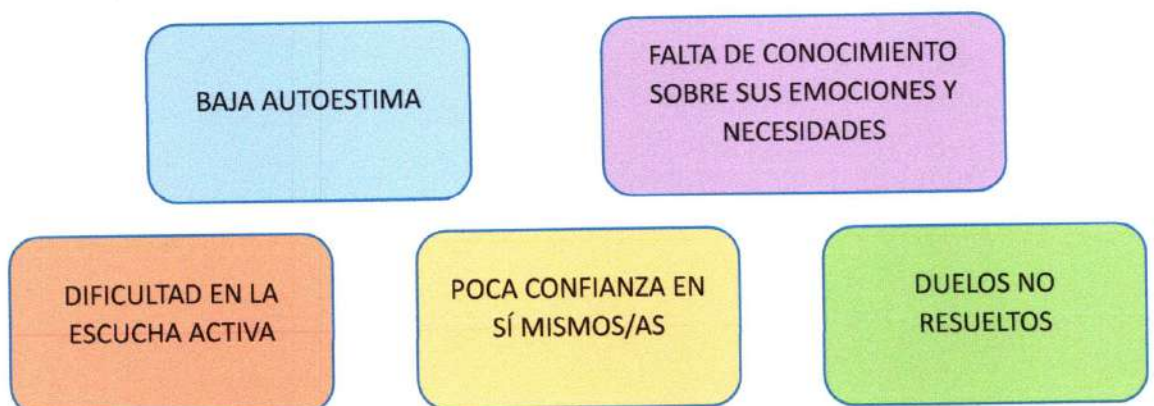 BAJA AUTOESTIMA
FALTA DE CONOCIMIENTO
SOBRE SUS EMOCIONES Y
NECESIDADES
DIFICULTAD EN LA
ESCUCHA ACTIVA
POCA CONFIANZA EN
SÍ MISMOS/AS
DUELOS NO
RESUELTOS